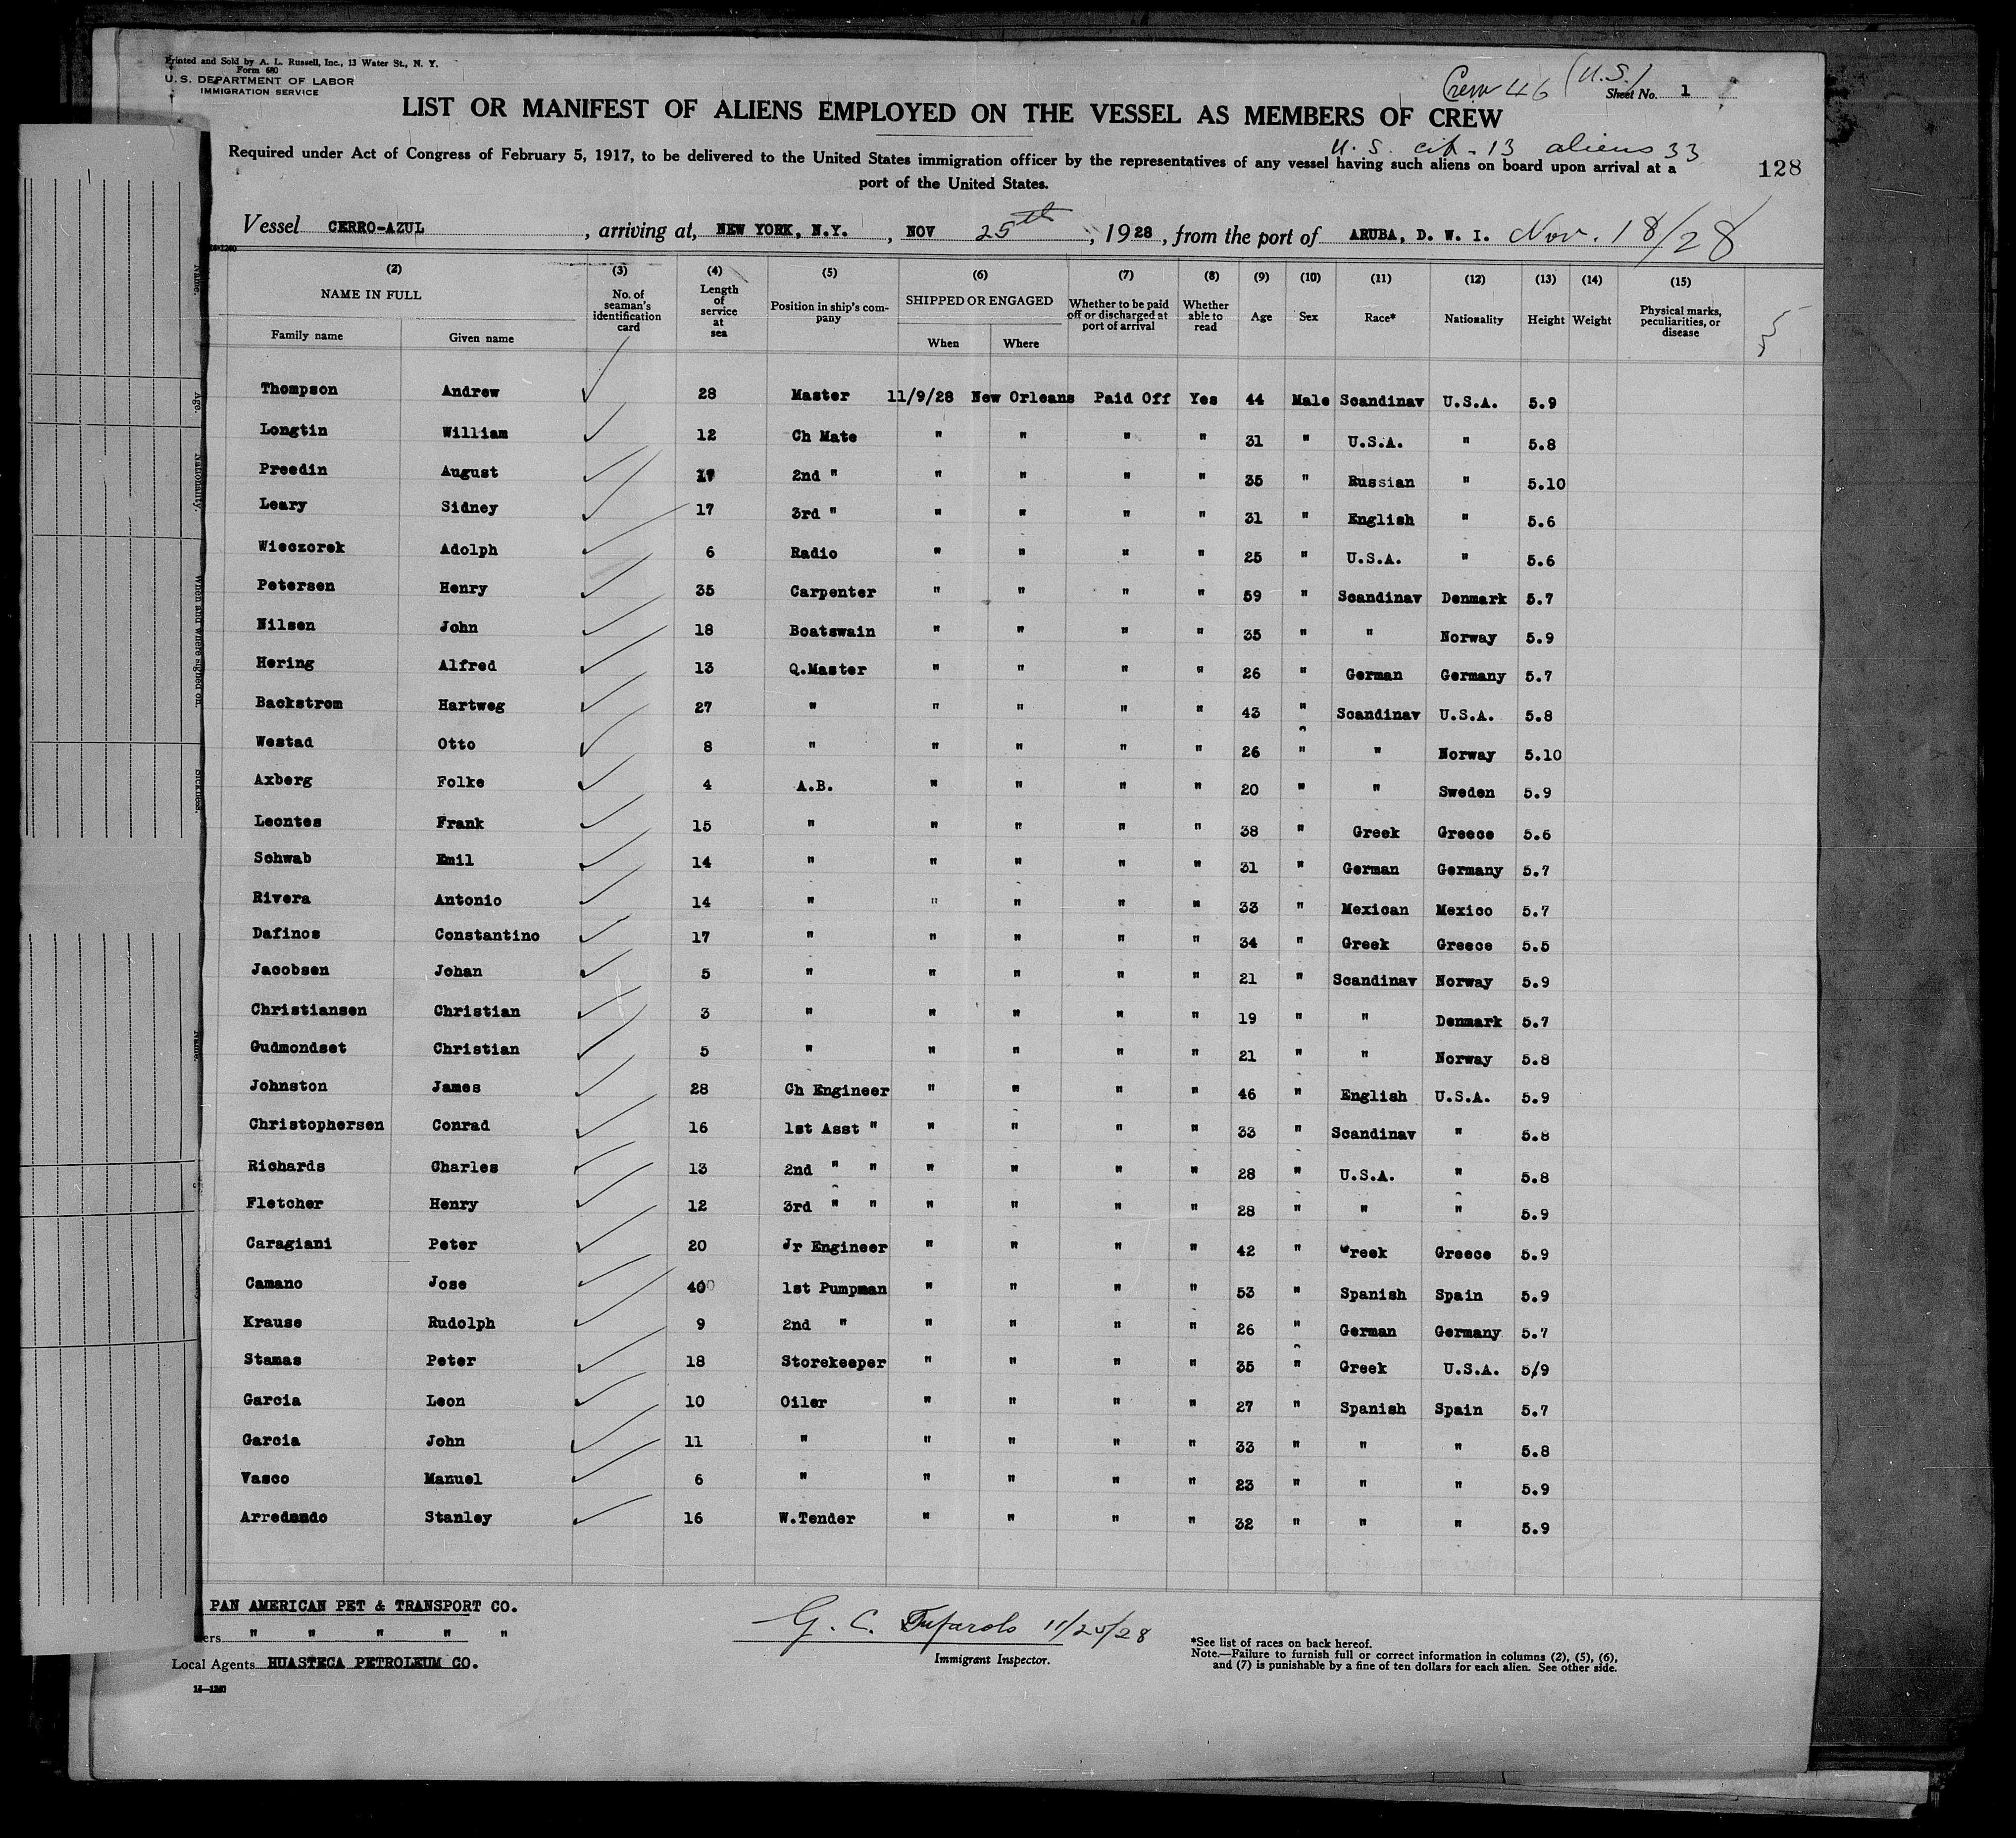 Printed and Sold by A. L. Russell, Inc., 13 Water St., N. Y.
Form 680
U. S. DEPARTMENT OF LABOR
IMMIGRATION SERVICE
Crew 46 (U.S.)
Sheet No. 1
LIST OR MANIFEST OF ALIENS EMPLOYED ON THE VESSEL AS MEMBERS OF CREW
U. S. cit - 13 aliens 33
Required under Act of Congress of February 5, 1917, to be delivered to the United States immigration officer by the representatives of any vessel having such aliens on board upon arrival at a
port of the United States.
128
Vessel CERRO-AZUL, arriving at, NEW YORK, N.Y., NOV 25th, 1928, from the port of ARUBA, D. W. I. Nov. 18/28
(2) (3) (4) (5) (6) (7) (8) (9) (10) (11) (12) (13) (14) (15)
NAME IN FULL No. of seaman's identification card Length of service at sea Position in ship's company SHIPPED OR ENGAGED Whether to be paid off or discharged at port of arrival Whether able to read Age Sex Race* Nationality Height Weight Physical marks, peculiarities, or disease
Family name Given name When Where
Thompson Andrew 28 Master 11/9/28 New Orleans Paid Off Yes 44 Male Scandinav U.S.A. 5.9
Longtin William 12 Ch Mate " " " " 31 " U.S.A. " 5.8
Preedin August 2nd " " " " " 35 " Russian " 5.10
Leary Sidney 17 3rd " " " " " 31 " English " 5.6
Wieczorek Adolph 6 Radio " " " " 25 " U.S.A. " 5.6
Petersen Henry 35 Carpenter " " " " 59 " Scandinav Denmark 5.7
Nilsen John 18 Boatswain " " " " 35 " " Norway 5.9
Hering Alfred 13 Q.Master " " " " 26 " German Germany 5.7
Backstrom Hartweg 27 " " " " " 43 " Scandinav U.S.A. 5.8
Westad Otto 8 " " " " " 26 " " Norway 5.10
Axberg Folke 4 A.B. " " " " 20 " " Sweden 5.9
Leontes Frank 15 " " " " " 38 " Greek Greece 5.6
Schwab Emil 14 " " " " " 31 " German Germany 5.7
Rivera Antonio 14 " " " " " 33 " Mexican Mexico 5.7
Dafinos Constantino 17 " " " " " 34 " Greek Greece 5.5
Jacobsen Johan 5 " " " " " 21 " Scandinav Norway 5.9
Christiansen Christian 3 " " " " " 19 " " Denmark 5.7
Gudmondset Christian 5 " " " " " 21 " " Norway 5.8
Johnston James 28 Ch Engineer " " " " 46 " English U.S.A. 5.9
Christophersen Conrad 16 1st Asst " " " " " 33 " Scandinav " 5.8
Richards Charles 13 2nd " " " " " " 28 " U.S.A. " 5.8
Fletcher Henry 12 3rd " " " " " " 28 " " " 5.9
Caragiani Peter 20 Jr Engineer " " " " 42 " Greek Greece 5.9
Camano Jose 40 1st Pumpman " " " " 53 " Spanish Spain 5.9
Krause Rudolph 9 2nd " " " " " 26 " German Germany 5.7
Stamas Peter 18 Storekeeper " " " " 35 " Greek U.S.A. 5/9
Garcia Leon 10 Oiler " " " " 27 " Spanish Spain 5.7
Garcia John 11 " " " " " 33 " " " 5.8
Vasco Manuel 6 " " " " " 23 " " " 5.9
Arredando Stanley 16 W.Tender " " " " 32 " " " 5.9
PAN AMERICAN PET & TRANSPORT CO.
ers " " " " "
Local Agents HUASTECA PETROLEUM CO.
G. C. 11/25/28
Immigrant Inspector.
*See list of races on back hereof.
Note.—Failure to furnish full or correct information in columns (2), (5), (6),
and (7) is punishable by a fine of ten dollars for each alien. See other side.
14—1240